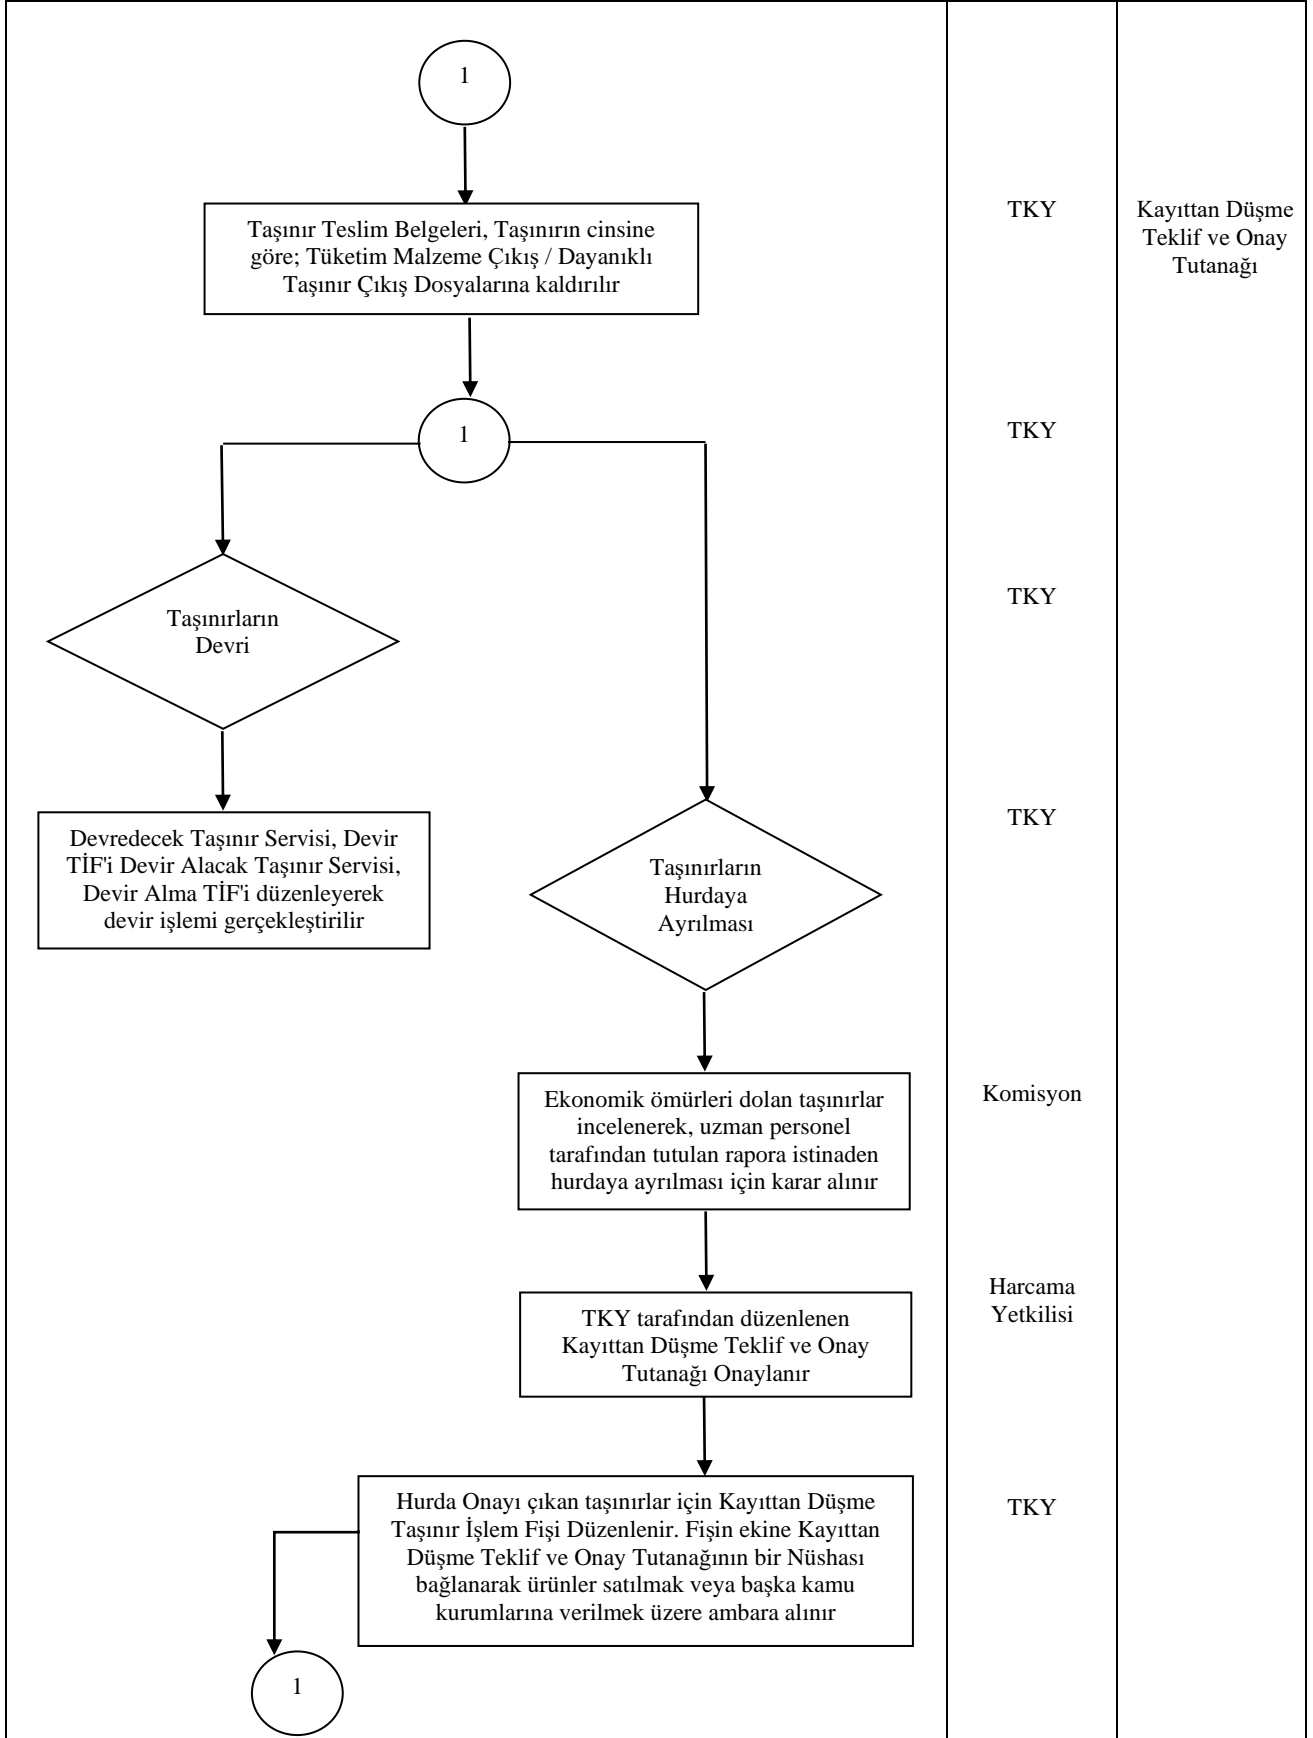 1
TKY
Kayıttan Düşme
Teklif ve Onay
Tutanağı
Taşınır Teslim Belgeleri, Taşınırın cinsine
göre; Tüketim Malzeme Çıkış / Dayanıklı
Taşınır Çıkış Dosyalarına kaldırılır
1
TKY
Taşınırların
Devri
TKY
Devredecek Taşınır Servisi, Devir
TİF'i Devir Alacak Taşınır Servisi,
Devir Alma TİF'i düzenleyerek
devir işlemi gerçekleştirilir
Taşınırların
Hurdaya
Ayrılması
TKY
Ekonomik ömürleri dolan taşınırlar
incelenerek, uzman personel
tarafından tutulan rapora istinaden
hurdaya ayrılması için karar alınır
Komisyon
TKY tarafından düzenlenen
Kayıttan Düşme Teklif ve Onay
Tutanağı Onaylanır
Harcama
Yetkilisi
Hurda Onayı çıkan taşınırlar için Kayıttan Düşme
Taşınır İşlem Fişi Düzenlenir. Fişin ekine Kayıttan
Düşme Teklif ve Onay Tutanağının bir Nüshası
bağlanarak ürünler satılmak veya başka kamu
kurumlarına verilmek üzere ambara alınır
TKY
1